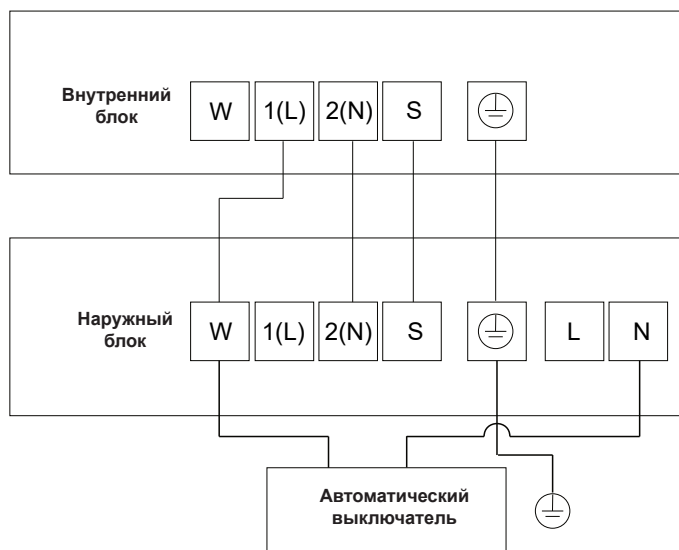 Внутренний
блок
W 1(L) 2(N) S
Наружный
блок
W 1(L) 2(N) S L N
Автоматический
выключатель